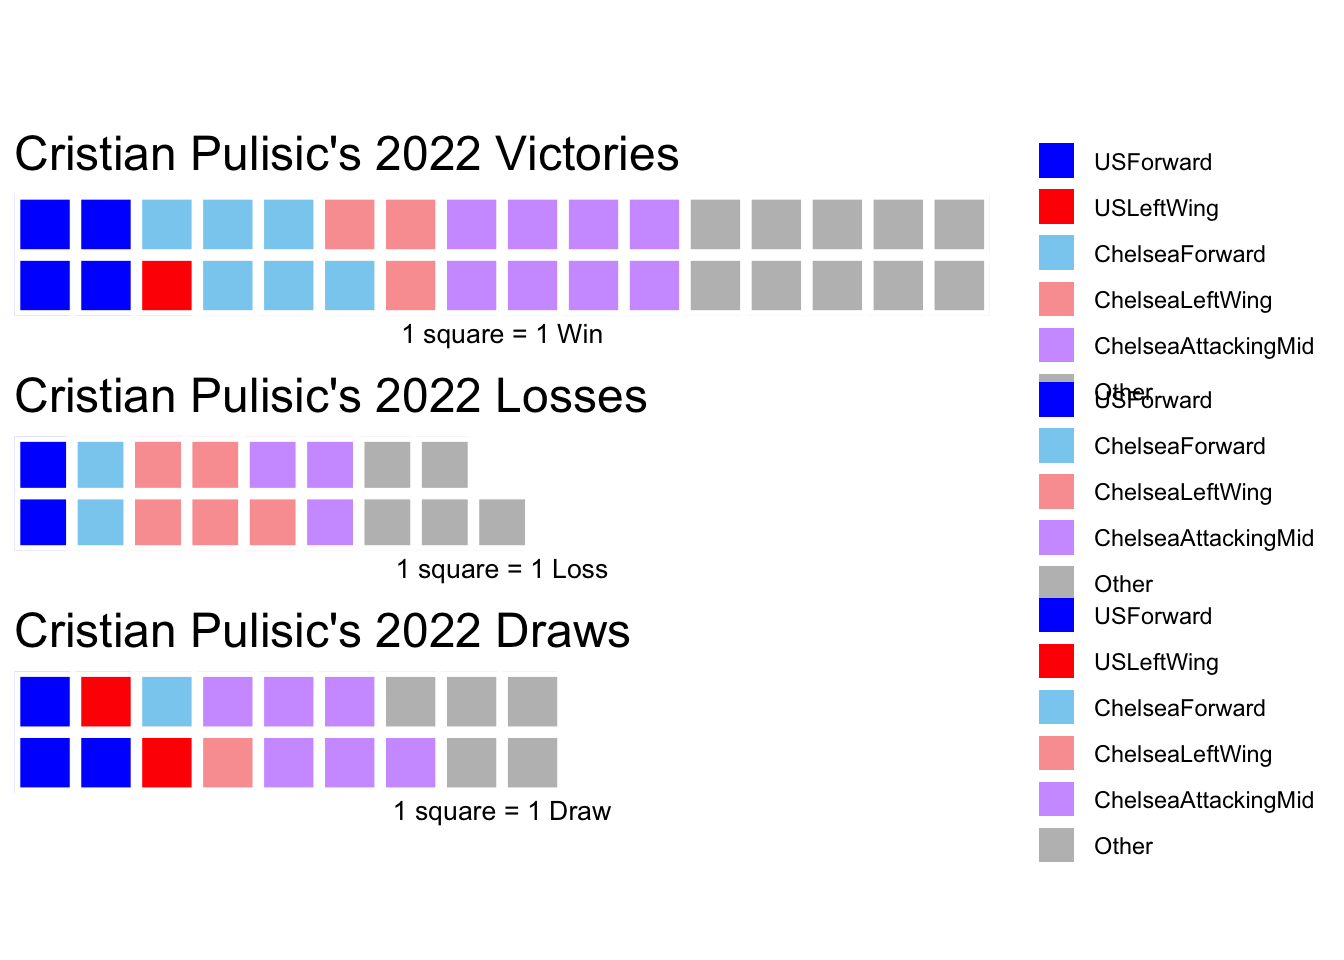 Cristian Pulisic's 2022 Victories
1 square = 1 Win
USForward
USLeftWing
ChelseaForward
ChelseaLeftWing
ChelseaAttackingMid
Other
Cristian Pulisic's 2022 Losses
1 square = 1 Loss
USForward
ChelseaForward
ChelseaLeftWing
ChelseaAttackingMid
Other
Cristian Pulisic's 2022 Draws
1 square = 1 Draw
USForward
USLeftWing
ChelseaForward
ChelseaLeftWing
ChelseaAttackingMid
Other